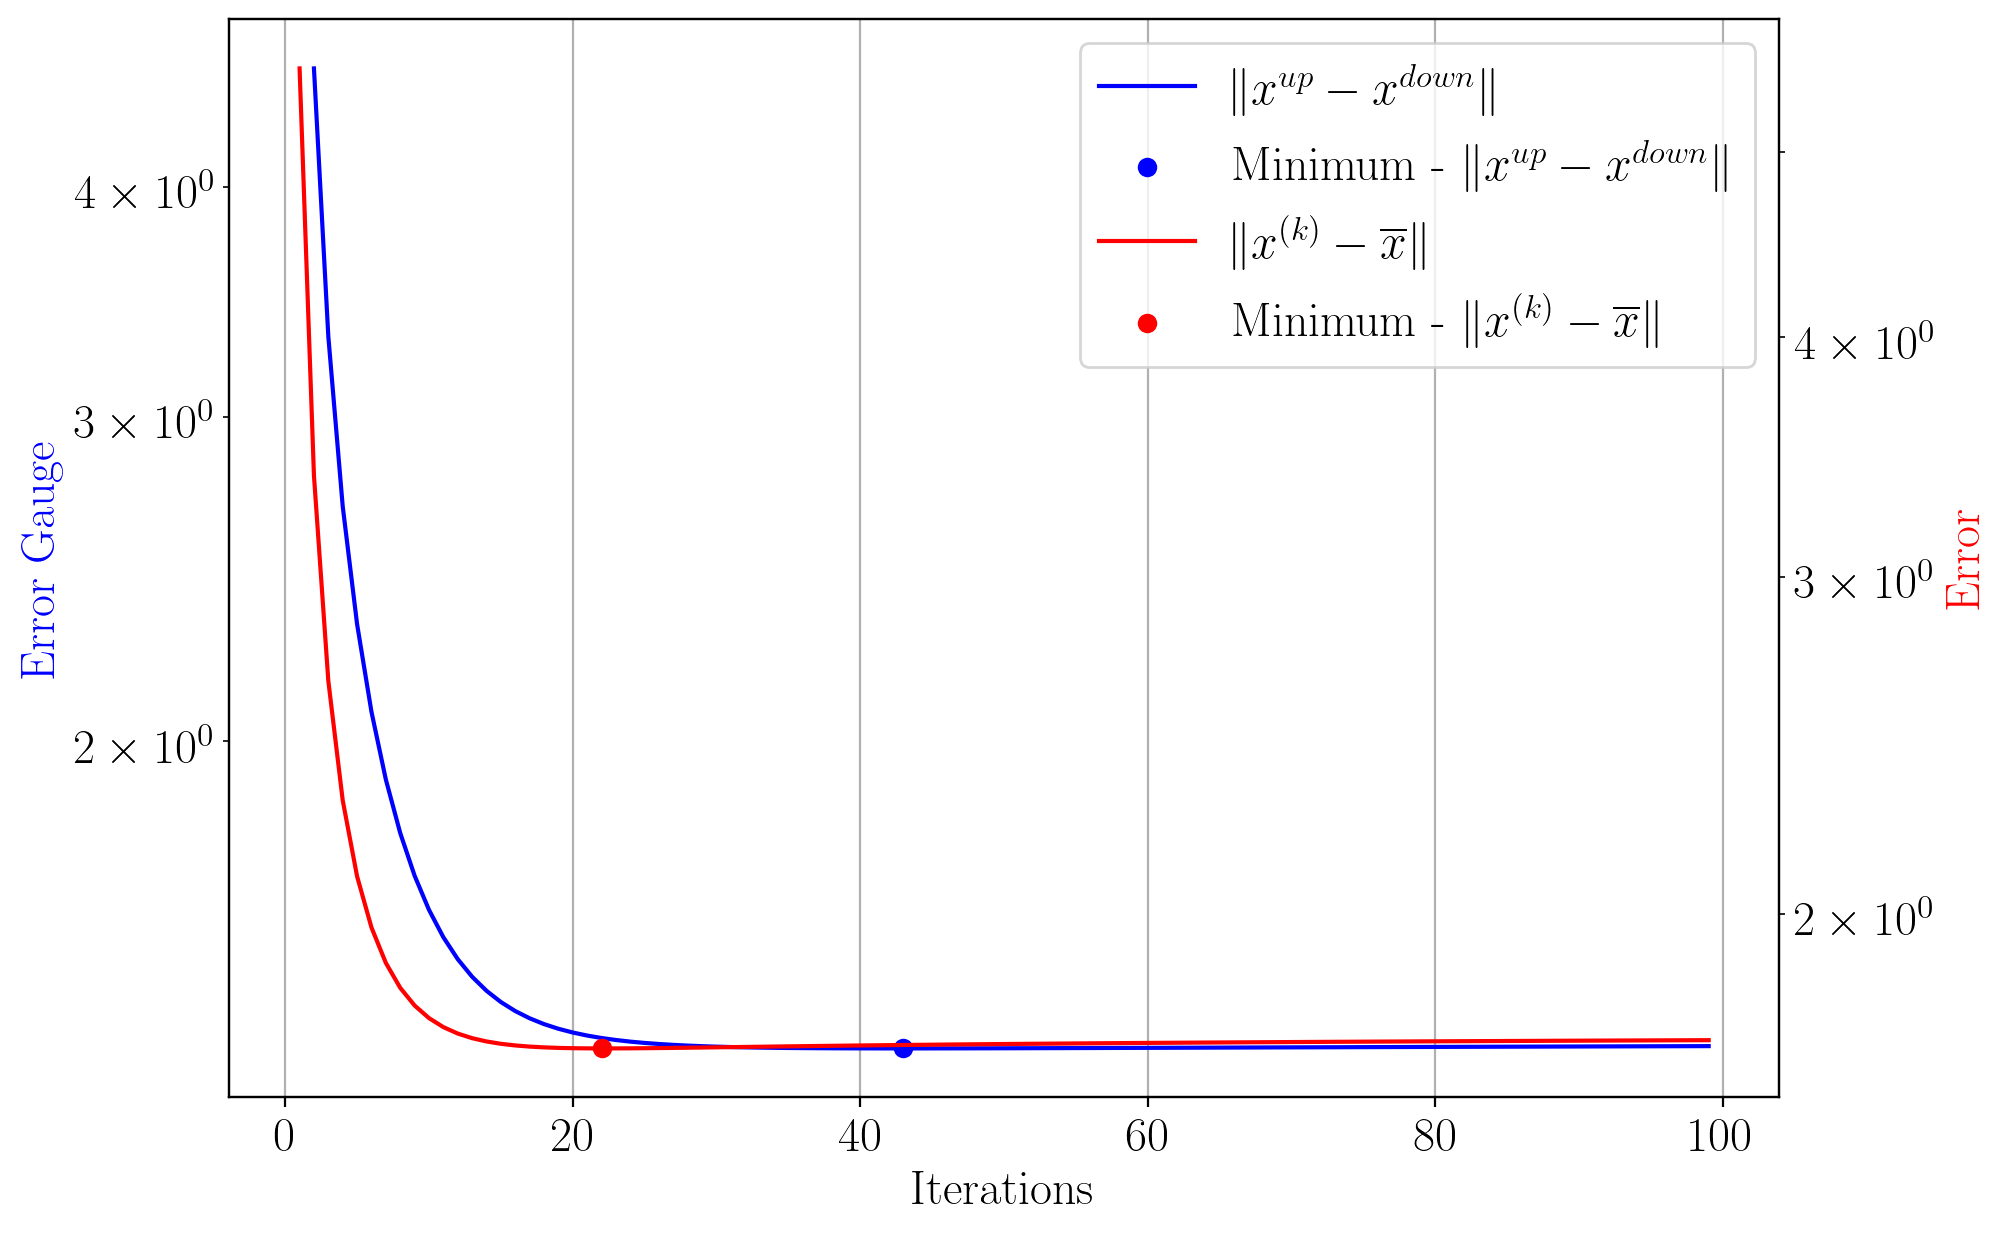 ‖x^{up} − x^{down}‖
Minimum - ‖x^{up} − x^{down}‖
‖x^{(k)} − x̅‖
Minimum - ‖x^{(k)} − x̅‖
4 × 10⁰
3 × 10⁰
2 × 10⁰
Error Gauge
4 × 10⁰
3 × 10⁰
2 × 10⁰
Error
0 20 40 60 80 100
Iterations